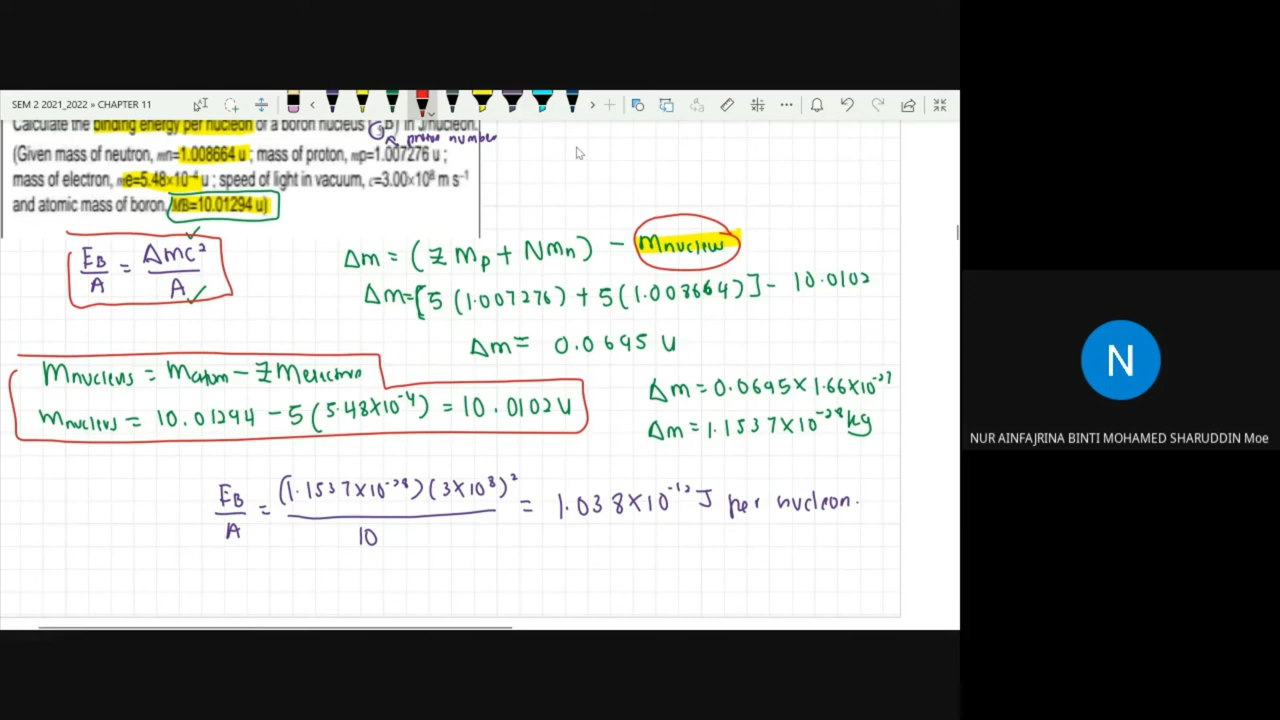 SEM 2 2021_2022 » CHAPTER 11
Calculate the binding energy per nucleon of a boron nucleus B) in J/nucleon.
number
(Given mass of neutron, mn=1.008664 u ; mass of proton, mp=1.007276 u ;
mass of electron, me=5.48×10⁻⁴ u ; speed of light in vacuum, c=3.00×10⁸ m s⁻¹
and atomic mass of boron, MB=10.01294 u)
E_B/A = Δmc²/A
Δm = (Z Mp + N Mn) - Mnucleus
Δm=[5 (1.007276) + 5(1.008664)] - 10.0102
Δm = 0.0695 u
Mnucleus = Matom - Z Melectron
Mnucleus = 10.01294 - 5(5.48×10⁻⁴) = 10.0102 u
Δm = 0.0695 × 1.66×10⁻²⁷
Δm = 1.1537×10⁻²⁸ kg
E_B/A = (1.1537×10⁻²⁸)(3×10⁸)²/10 = 1.038×10⁻¹² J per nucleon.
N
NUR AINFAJRINA BINTI MOHAMED SHARUDDIN Moe